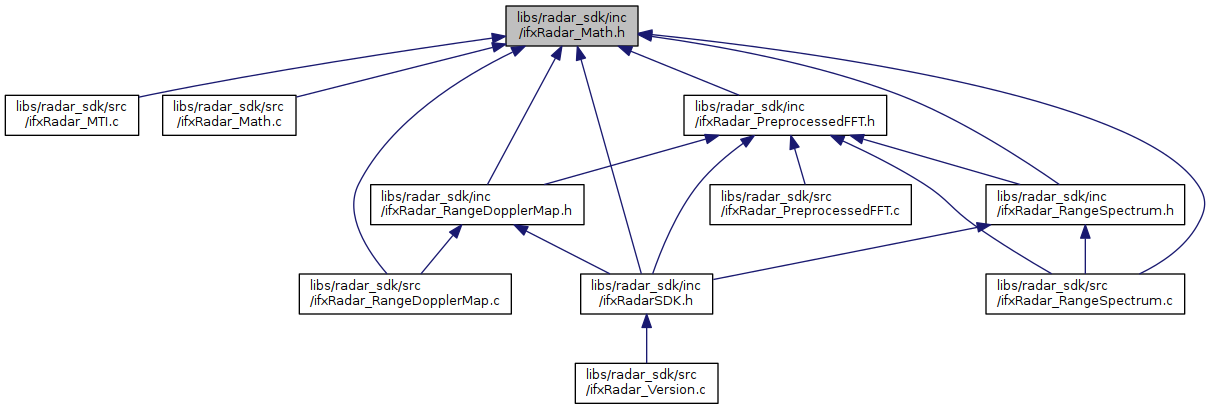 libs/radar_sdk/inc
/ifxRadar_Math.h
libs/radar_sdk/src
/ifxRadar_MTI.c
libs/radar_sdk/src
/ifxRadar_Math.c
libs/radar_sdk/inc
/ifxRadar_PreprocessedFFT.h
libs/radar_sdk/inc
/ifxRadar_RangeDopplerMap.h
libs/radar_sdk/src
/ifxRadar_PreprocessedFFT.c
libs/radar_sdk/inc
/ifxRadar_RangeSpectrum.h
libs/radar_sdk/src
/ifxRadar_RangeDopplerMap.c
libs/radar_sdk/inc
/ifxRadarSDK.h
libs/radar_sdk/src
/ifxRadar_RangeSpectrum.c
libs/radar_sdk/src
/ifxRadar_Version.c